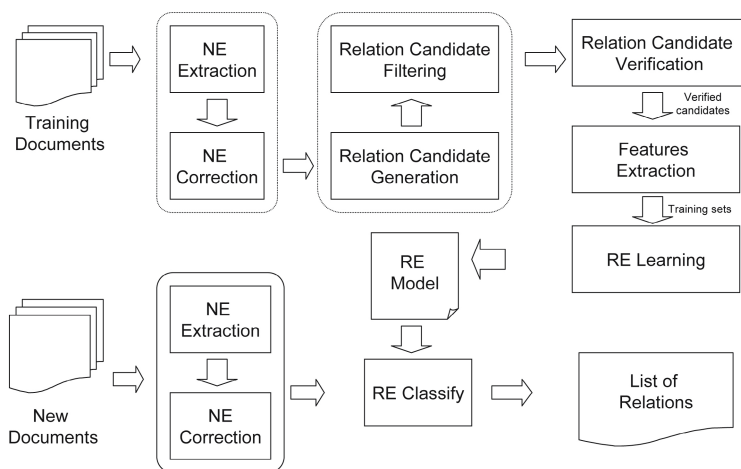 Training
Documents
NE
Extraction
NE
Correction
Relation Candidate
Filtering
Relation Candidate
Generation
Relation Candidate
Verification
Verified
candidates
Features
Extraction
Training sets
RE Learning
RE
Model
New
Documents
NE
Extraction
NE
Correction
RE Classify
List of
Relations